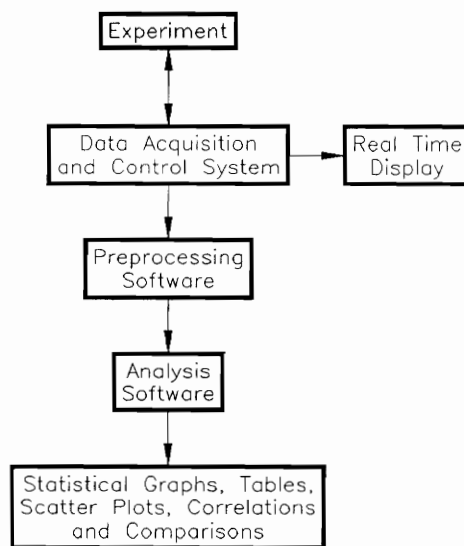 Experiment
Data Acquisition
and Control System
Real Time
Display
Preprocessing
Software
Analysis
Software
Statistical Graphs, Tables,
Scatter Plots, Correlations
and Comparisons